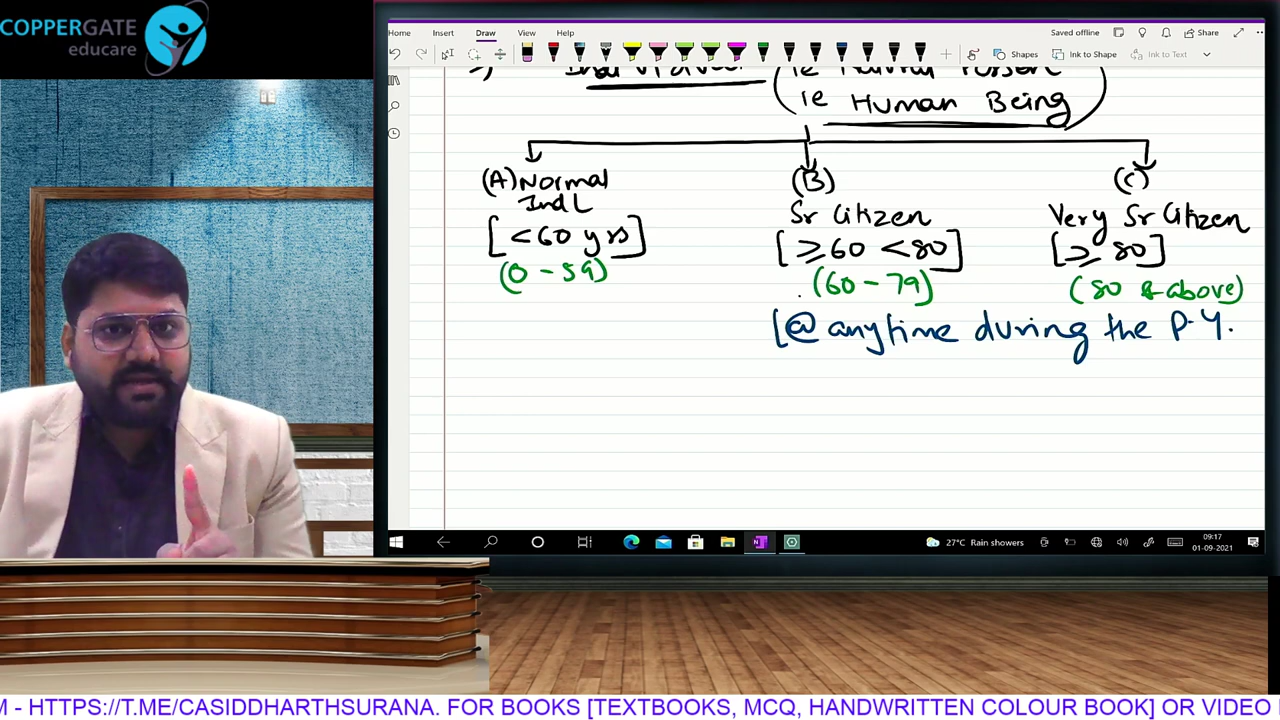 COPPERGATE
educare
Home Insert Draw View Help
Saved offline
Share
Shapes
Ink to Shape
Ink to Text
ie Human Being
(A) Normal
Indl
[<60 yrs]
(0 - 59)
(B)
Sr Citizen
[≥60 <80]
(60 - 79)
(C)
Very Sr Citizen
[≥ 80]
(80 & above)
[@ anytime during the P.Y.
27°C Rain showers
09:17
01-09-2021
M - HTTPS://T.ME/CASIDDHARTHSURANA. FOR BOOKS [TEXTBOOKS, MCQ, HANDWRITTEN COLOUR BOOK] OR VIDEO